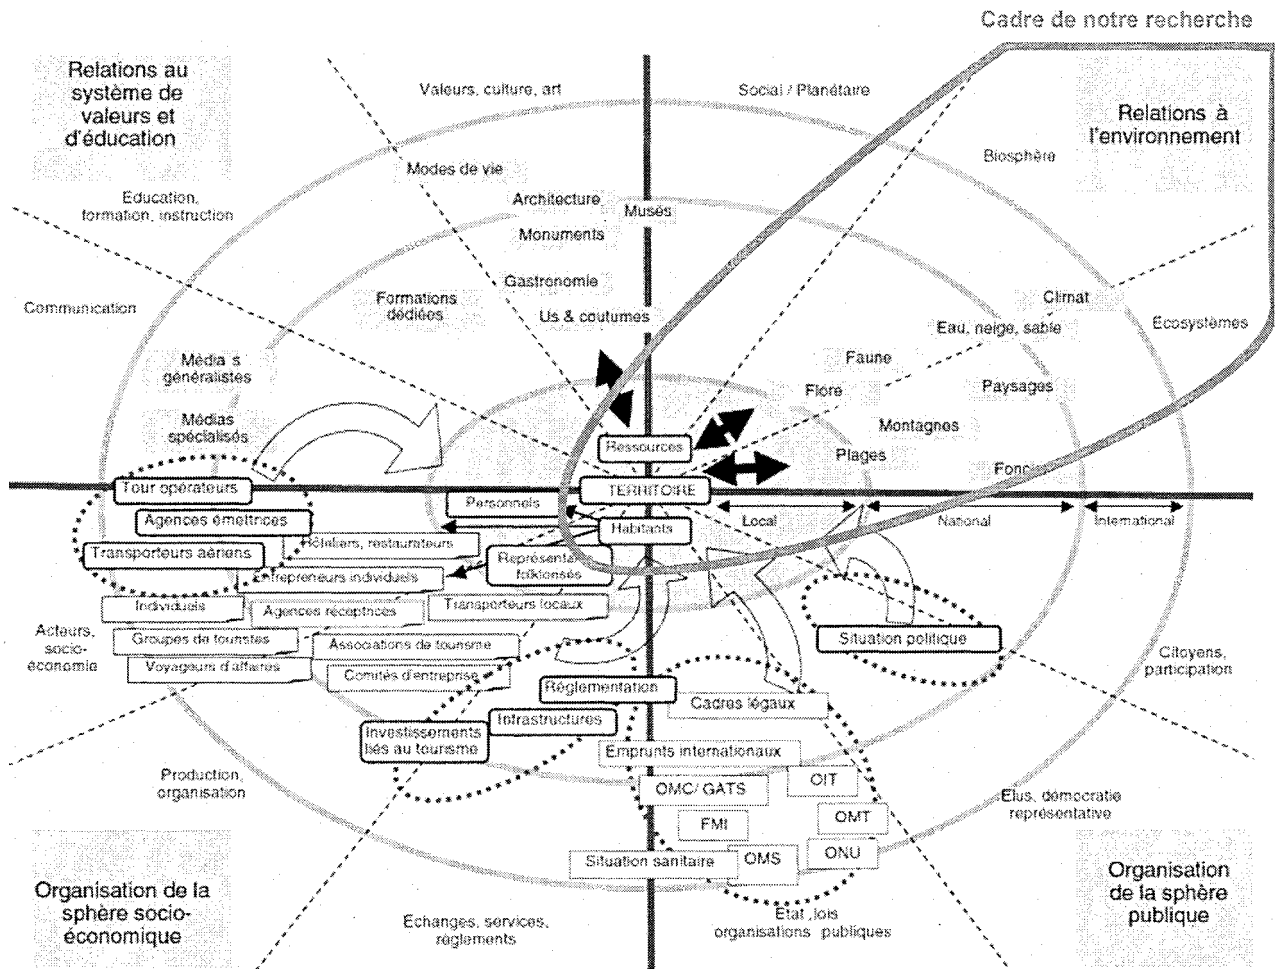 Cadre de notre recherche
Relations au
système de
valeurs et
d'éducation
Valeurs, culture, art
Social / Planétaire
Relations à
l'environnement
Biosphère
Modes de vie
Education,
formation, instruction
Architecture
Musés
Monuments
Gastronomie
Formations
dédiées
Us & coutumes
Communication
Climat
Eau, neige, sable
Ecosystèmes
Média s
généralistes
Faune
Flore
Paysages
Médias
spécialisés
Montagnes
Ressources
Plages
Tour opérateurs
TERRITOIRE
Personnels
Local
National
International
Agences émettrices
Habitants
Transporteurs aériens
Hôteliers, restaurateurs
folklorisés
Entrepreneurs individuels
Individuels
Agences réceptrices
Transporteurs locaux
Acteurs,
socio-
économie
Groupes de touristes
Associations de tourisme
Situation politique
Voyageurs d'affaires
Comités d'entreprise
Citoyens,
participation
Réglementation
Cadres légaux
Infrastructures
Investissements
liés au tourisme
Emprunts internationaux
Production,
organisation
OMC/ GATS
OIT
Elus, démocratie
représentative
FMI
OMT
Situation sanitaire
OMS
ONU
Organisation de la
sphère socio-
économique
Echanges, services,
règlements
Etat ,lois
organisations publiques
Organisation
de la sphère
publique